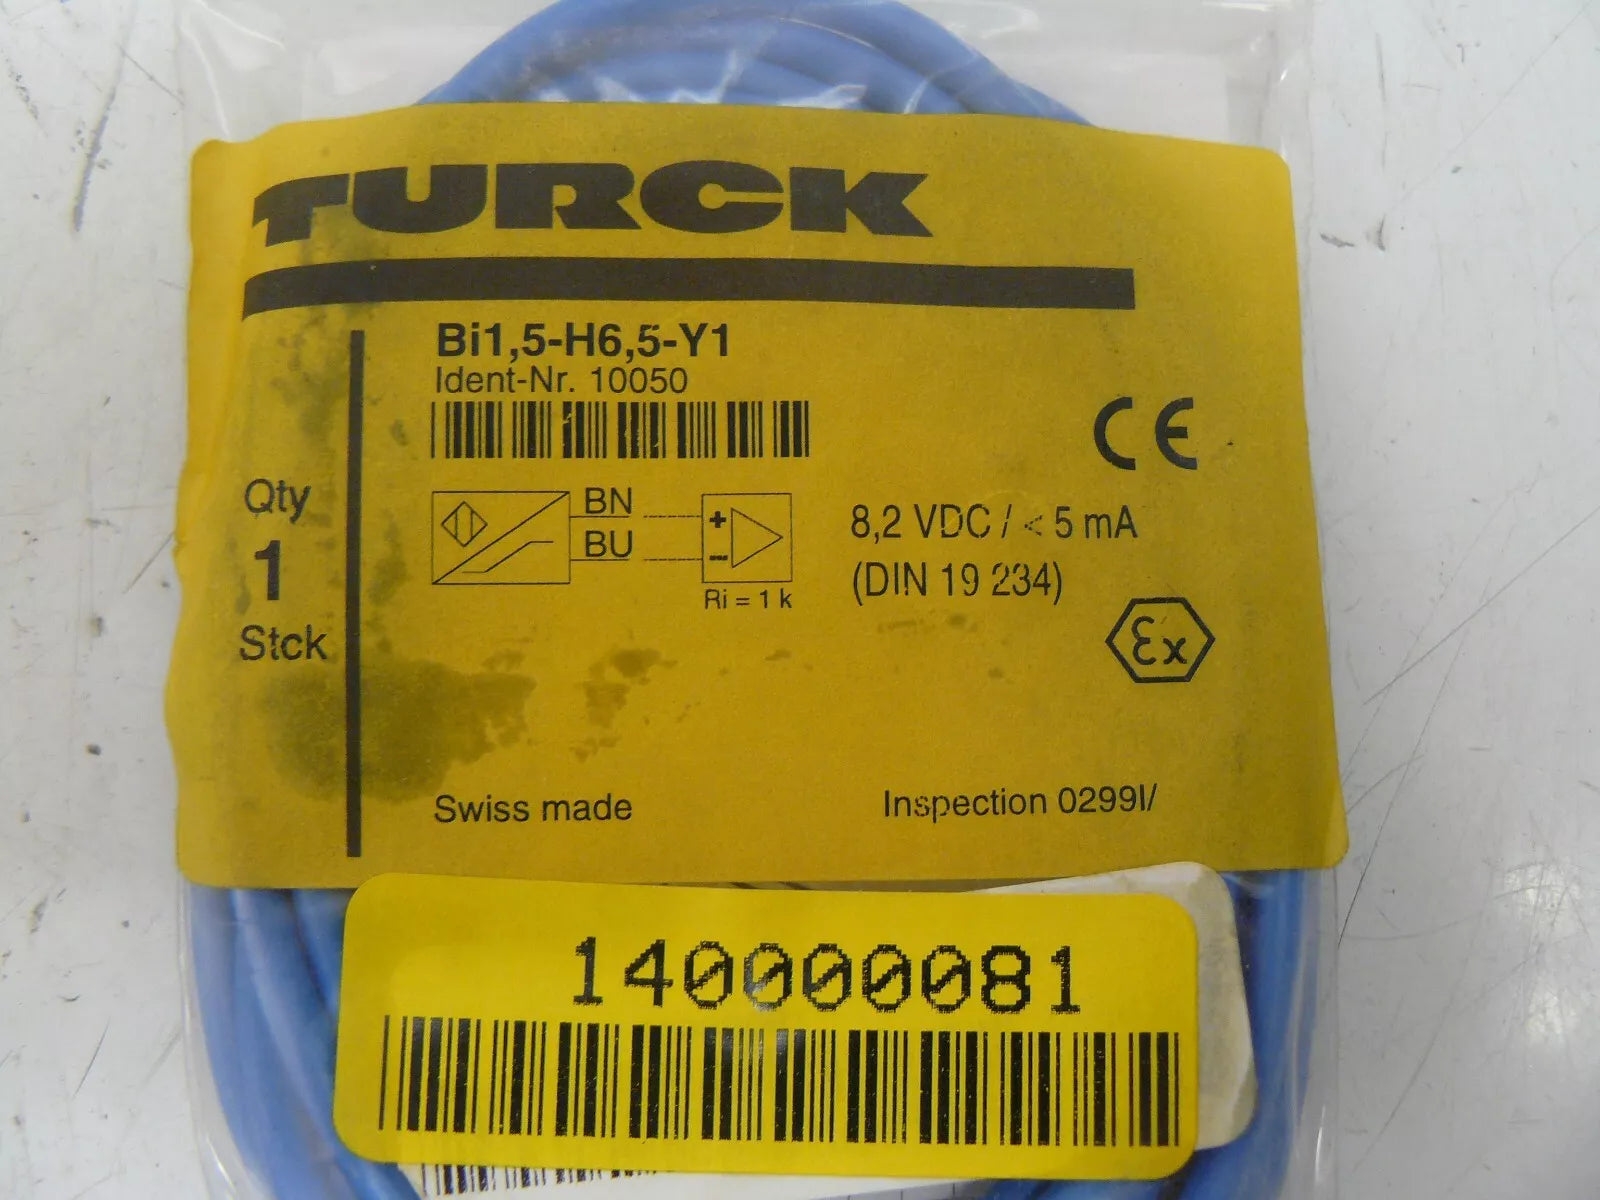 TURCK
Bi1,5-H6,5-Y1
Ident-Nr. 10050
CE
Qty
1
Stck
BN
BU
+
−
Ri = 1 k
8,2 VDC / < 5 mA
(DIN 19 234)
Ex
Swiss made
Inspection 0299I/
140000081